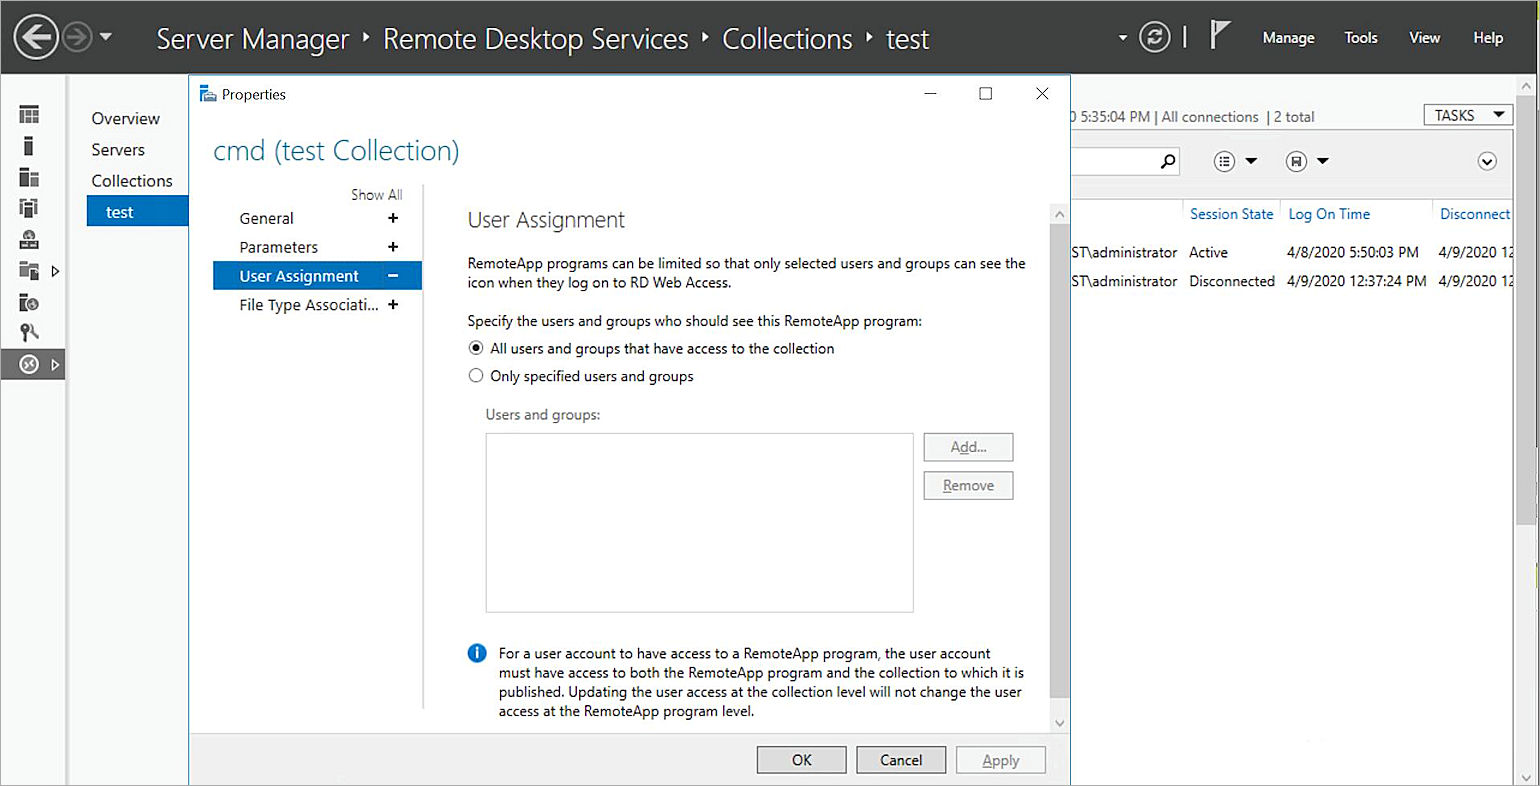 Server Manager ‣ Remote Desktop Services ‣ Collections ‣ test
Manage Tools View Help
Overview
Servers
Collections
test
Properties
cmd (test Collection)
Show All
General +
Parameters +
User Assignment −
File Type Associati... +
User Assignment
RemoteApp programs can be limited so that only selected users and groups can see the
icon when they log on to RD Web Access.
Specify the users and groups who should see this RemoteApp program:
All users and groups that have access to the collection
Only specified users and groups
Users and groups:
Add...
Remove
For a user account to have access to a RemoteApp program, the user account
must have access to both the RemoteApp program and the collection to which it is
published. Updating the user access at the collection level will not change the user
access at the RemoteApp program level.
OK Cancel Apply
0 5:35:04 PM | All connections | 2 total
TASKS
Session State Log On Time Disconnect
ST\administrator Active 4/8/2020 5:50:03 PM 4/9/2020 12
ST\administrator Disconnected 4/9/2020 12:37:24 PM 4/9/2020 12